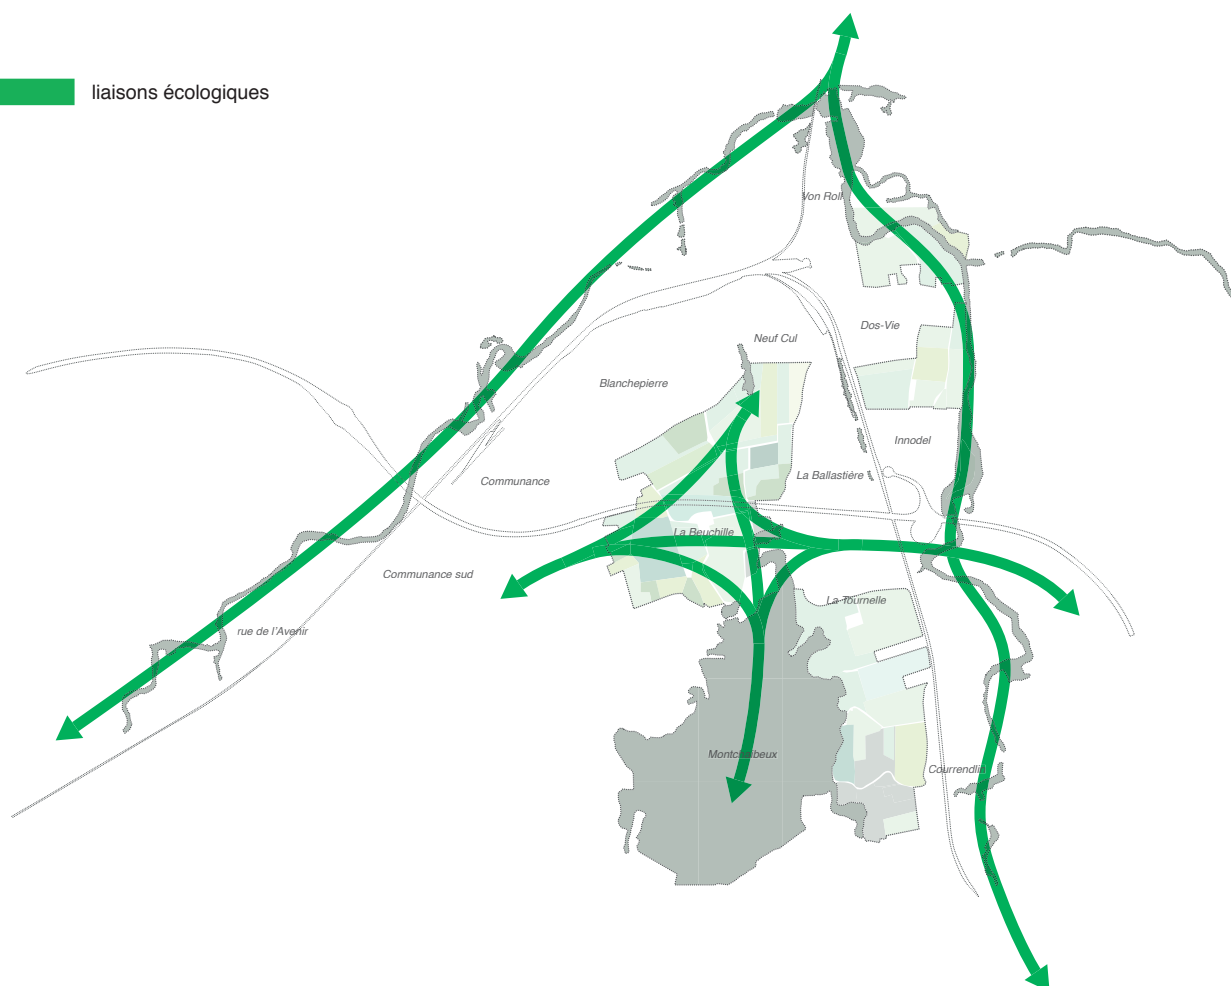 liaisons écologiques
Von Roll
Dos-Vie
Neuf Cul
Blanchepierre
Innodel
La Ballastière
Communance
La Beuchille
Communance sud
La Tournelle
rue de l'Avenir
Montchaibeux
Courrendlin